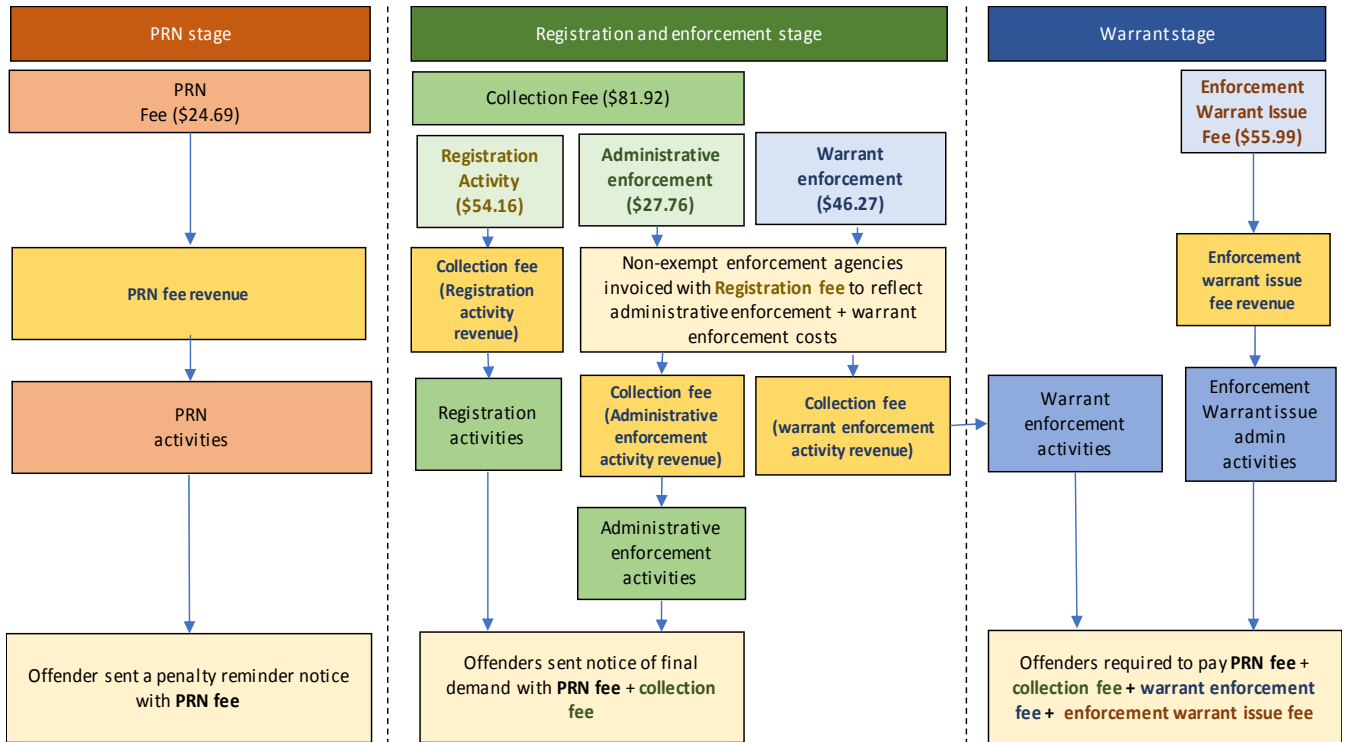 PRN stage
Registration and enforcement stage
Warrant stage
PRN
Fee ($24.69)
Collection Fee ($81.92)
Enforcement
Warrant Issue
Fee ($55.99)
Registration
Activity
($54.16)
Administrative
enforcement
($27.76)
Warrant
enforcement
($46.27)
PRN fee revenue
Collection fee
(Registration
activity
revenue)
Non-exempt enforcement agencies
invoiced with Registration fee to reflect
administrative enforcement + warrant
enforcement costs
Enforcement
warrant issue
fee revenue
PRN
activities
Registration
activities
Collection fee
(Administrative
enforcement
activity revenue)
Collection fee
(warrant enforcement
activity revenue)
Warrant
enforcement
activities
Enforcement
Warrant issue
admin
activities
Administrative
enforcement
activities
Offender sent a penalty reminder notice
with PRN fee
Offenders sent notice of final
demand with PRN fee + collection
fee
Offenders required to pay PRN fee +
collection fee + warrant enforcement
fee + enforcement warrant issue fee